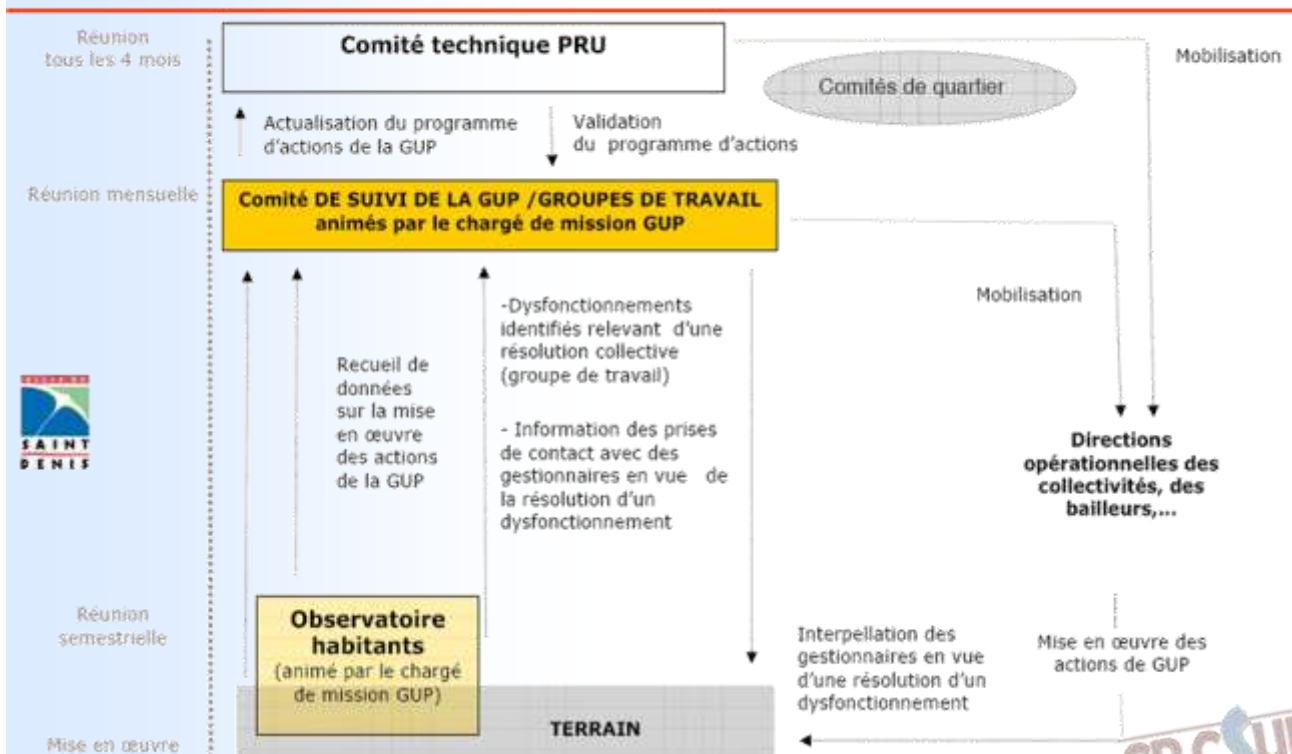 Réunion
tous les 4 mois
Comité technique PRU
Mobilisation
Comités de quartier
Actualisation du programme
d'actions de la GUP
Validation
du programme d'actions
Réunion mensuelle
Comité DE SUIVI DE LA GUP /GROUPES DE TRAVAIL
animés par le chargé de mission GUP
Mobilisation
-Dysfonctionnements
identifiés relevant d'une
résolution collective
(groupe de travail)
Recueil de
données
sur la mise
en œuvre
des actions
de la GUP
- Information des prises
de contact avec des
gestionnaires en vue de
la résolution d'un
dysfonctionnement
SAINT
DENIS
Directions
opérationnelles des
collectivités, des
bailleurs,...
Réunion
semestrielle
Observatoire
habitants
(animé par le chargé
de mission GUP)
Interpellation des
gestionnaires en vue
d'une résolution d'un
dysfonctionnement
Mise en œuvre des
actions de GUP
TERRAIN
Mise en œuvre